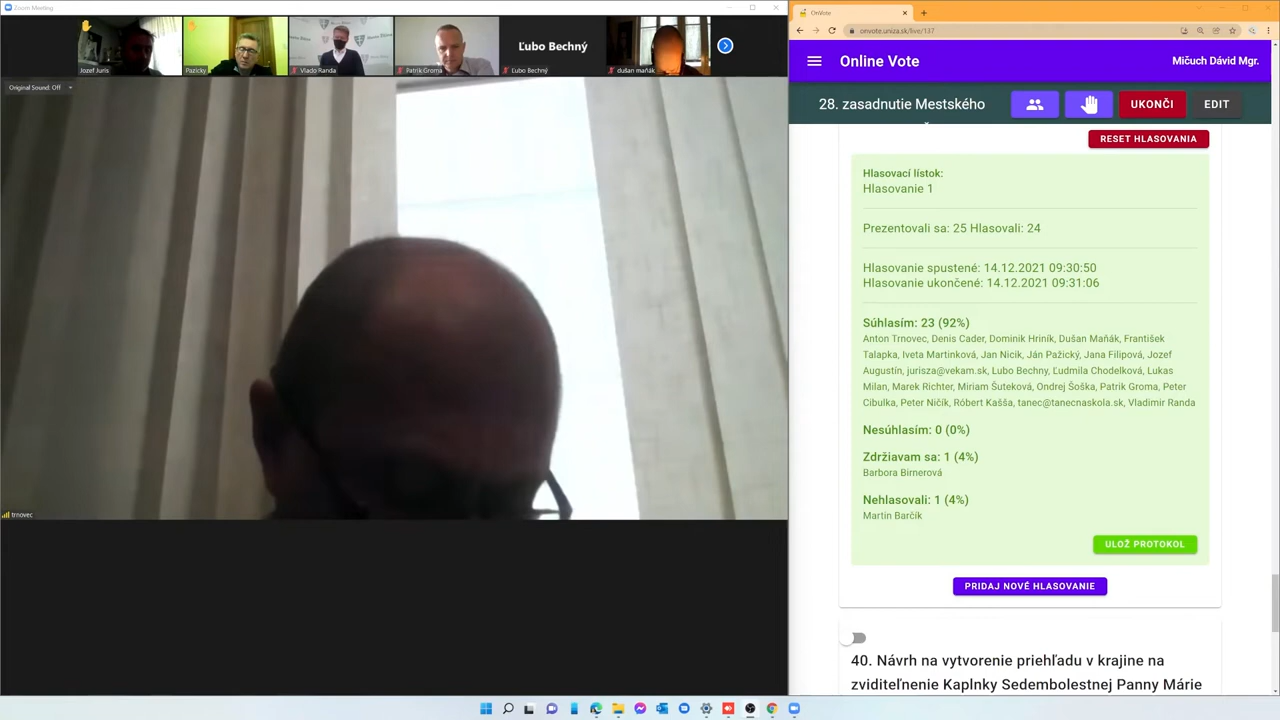 Zoom Meeting
Jozef Juris
Pazicky
Vlado Randa
Patrik Groma
Ľubo Bechný
Ľubo Bechný
dušan maňák
Original Sound: Off
trnovec
OnVote
onvote.uniza.sk/live/137
Online Vote
Mičuch Dávid Mgr.
28. zasadnutie Mestského
UKONČI
EDIT
RESET HLASOVANIA
Hlasovací lístok:
Hlasovanie 1
Prezentovali sa: 25 Hlasovali: 24
Hlasovanie spustené: 14.12.2021 09:30:50
Hlasovanie ukončené: 14.12.2021 09:31:06
Súhlasím: 23 (92%)
Anton Trnovec, Denis Cader, Dominik Hriník, Dušan Maňák, František
Talapka, Iveta Martinková, Jan Nicik, Ján Pažický, Jana Filipová, Jozef
Augustín, jurisza@vekam.sk, Ľubo Bechny, Ľudmila Chodelková, Lukas
Milan, Marek Richter, Miriam Šuteková, Ondrej Šoška, Patrik Groma, Peter
Cibulka, Peter Ničík, Róbert Kašša, tanec@tanecnaskola.sk, Vladimir Randa
Nesúhlasím: 0 (0%)
Zdržiavam sa: 1 (4%)
Barbora Birnerová
Nehlasovali: 1 (4%)
Martin Barčík
ULOŽ PROTOKOL
PRIDAJ NOVÉ HLASOVANIE
40. Návrh na vytvorenie priehľadu v krajine na
zviditeľnenie Kaplnky Sedembolestnej Panny Márie